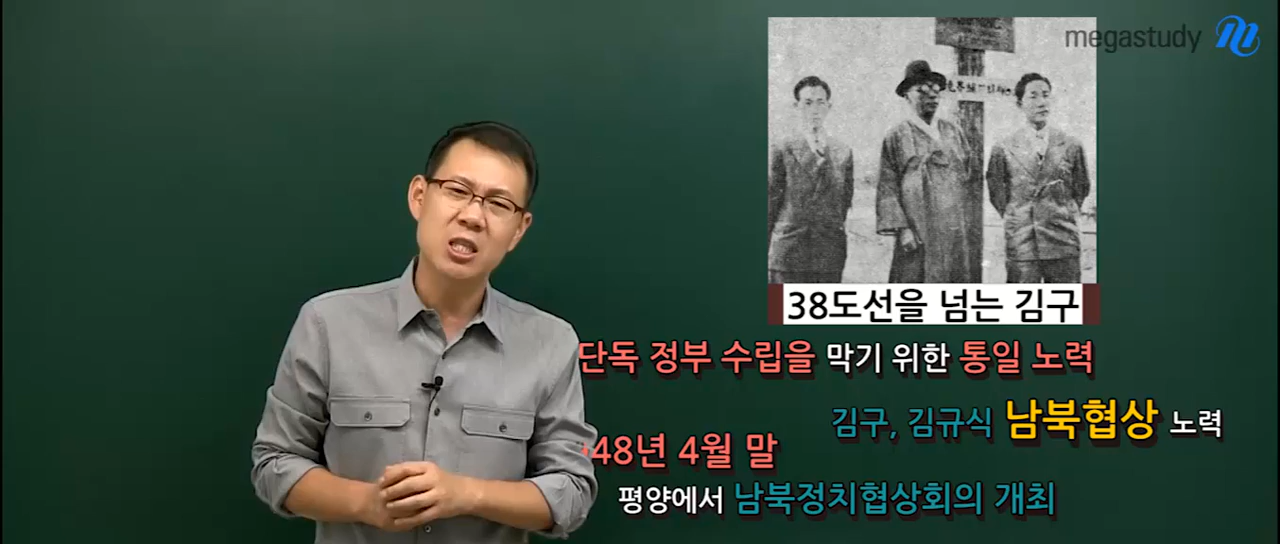 megastudy
38도선을 넘는 김구
단독 정부 수립을 막기 위한 통일 노력
김구, 김규식 남북협상 노력
48년 4월 말
평양에서 남북정치협상회의 개최